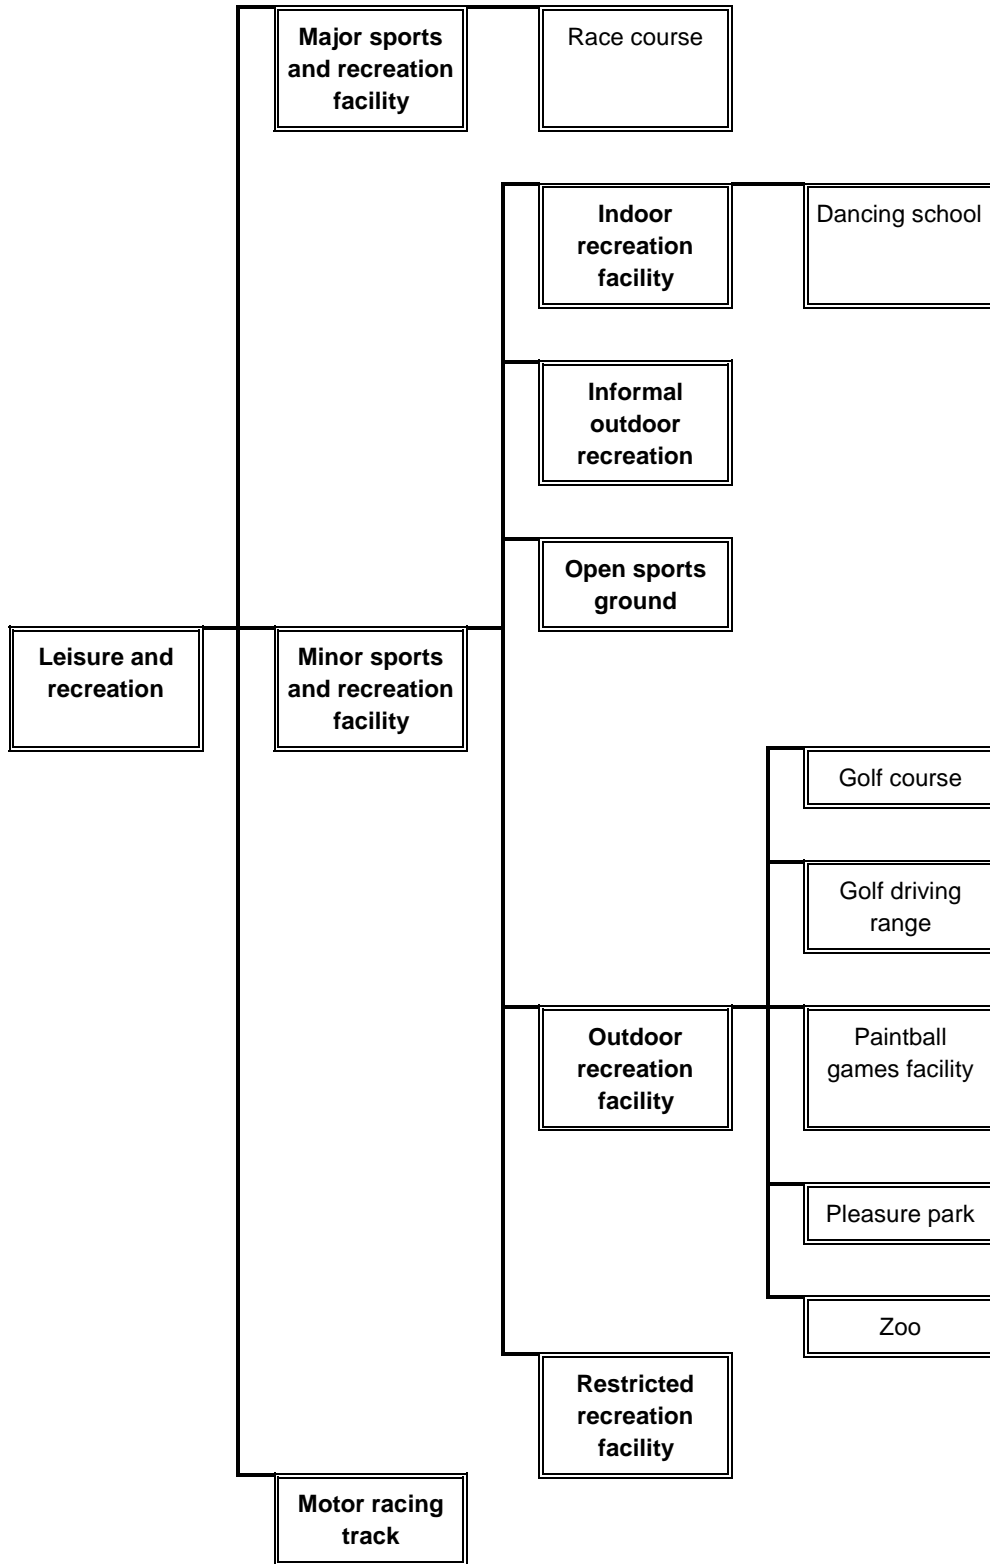 Major sports
and recreation
facility
Race course
Indoor
recreation
facility
Dancing school
Informal
outdoor
recreation
Open sports
ground
Leisure and
recreation
Minor sports
and recreation
facility
Golf course
Golf driving
range
Outdoor
recreation
facility
Paintball
games facility
Pleasure park
Zoo
Restricted
recreation
facility
Motor racing
track